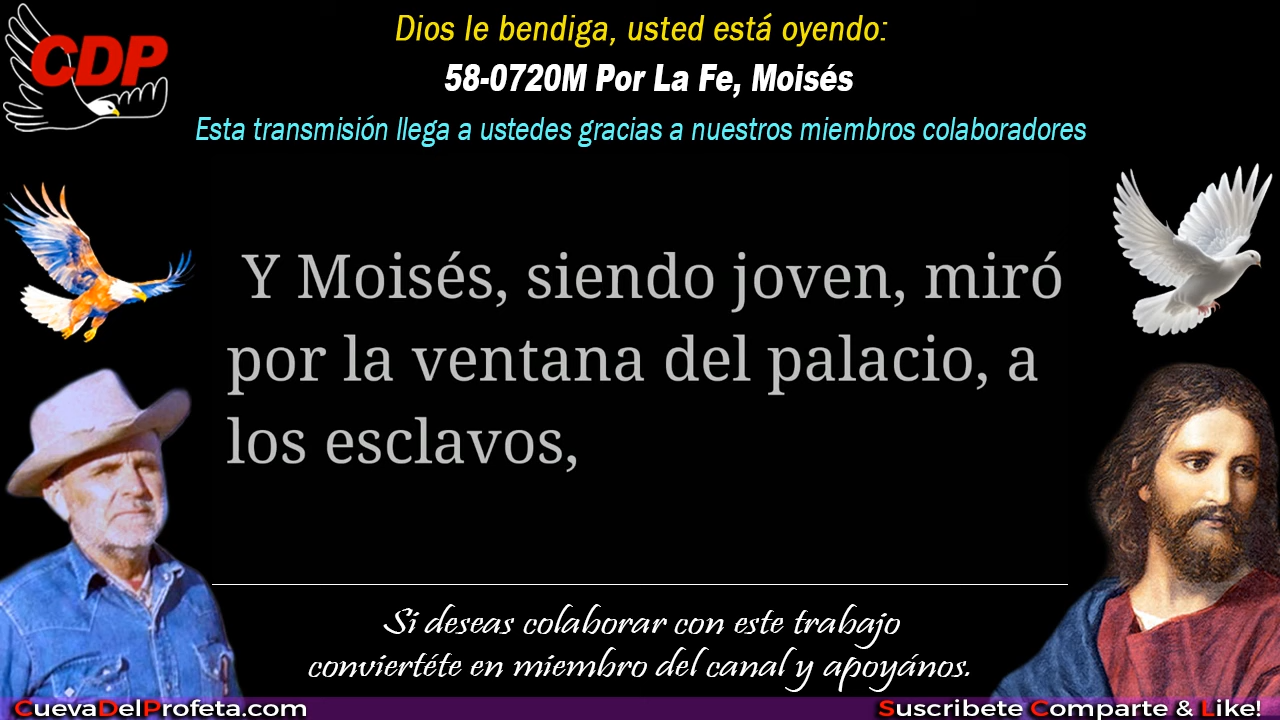 CDP
Dios le bendiga, usted está oyendo:
58-0720M Por La Fe, Moisés
Esta transmisión llega a ustedes gracias a nuestros miembros colaboradores
Y Moisés, siendo joven, miró
por la ventana del palacio, a
los esclavos,
Si deseas colaborar con este trabajo
conviertéte en miembro del canal y apoyános.
CuevaDelProfeta.com
Suscribete Comparte & Like!